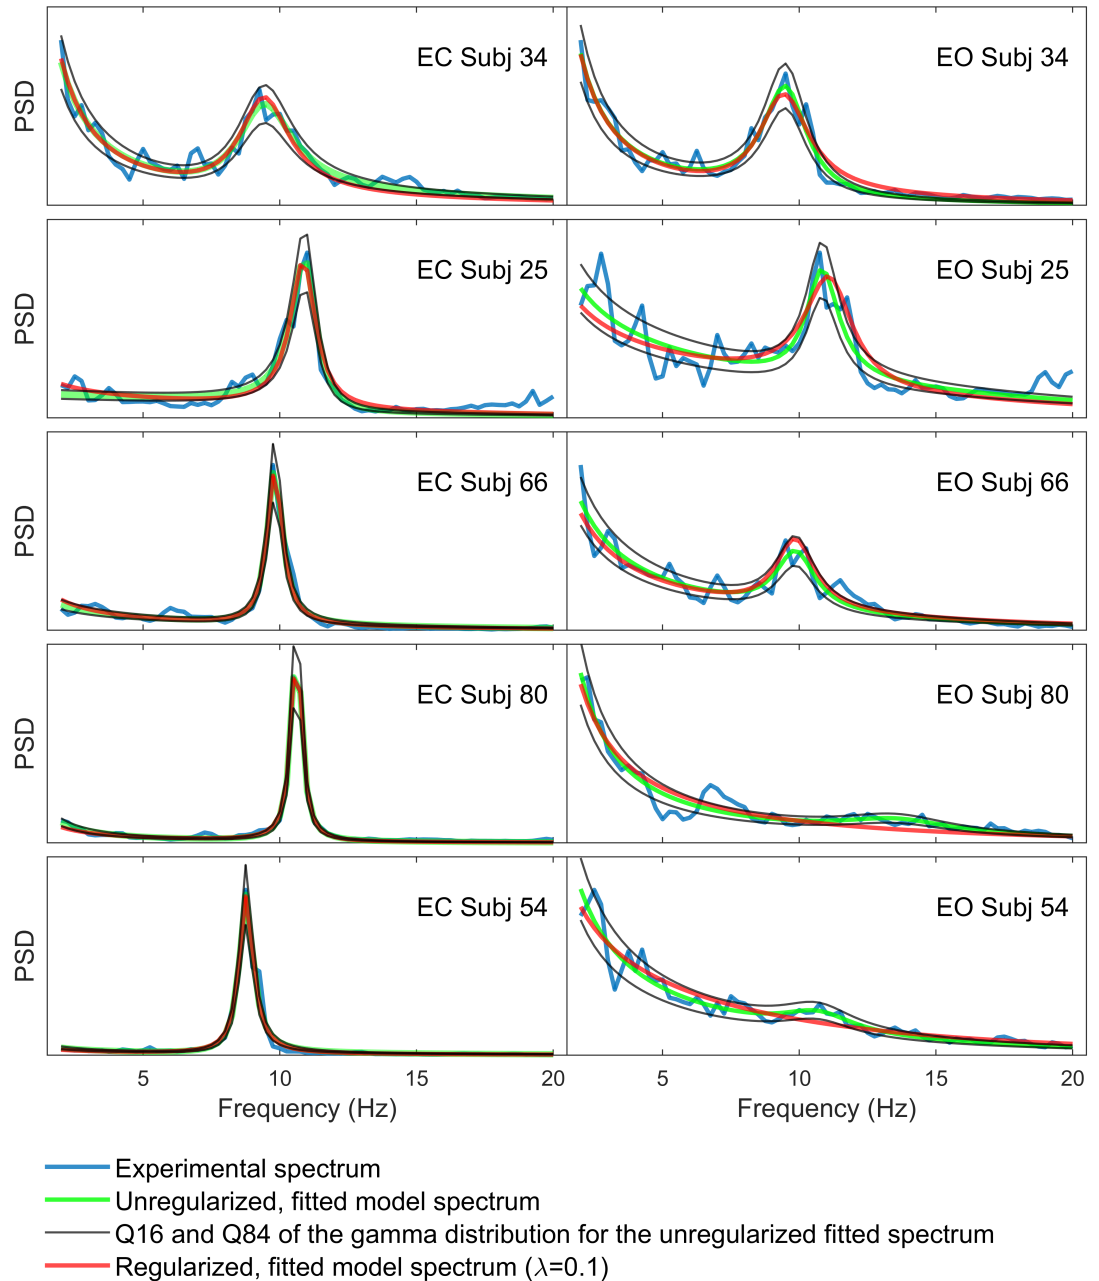 PSD
EC Subj 34
EO Subj 34
PSD
EC Subj 25
EO Subj 25
PSD
EC Subj 66
EO Subj 66
PSD
EC Subj 80
EO Subj 80
PSD
EC Subj 54
EO Subj 54
5 10 15 20 5 10 15 20
Frequency (Hz) Frequency (Hz)
Experimental spectrum
Unregularized, fitted model spectrum
Q16 and Q84 of the gamma distribution for the unregularized fitted spectrum
Regularized, fitted model spectrum (λ=0.1)